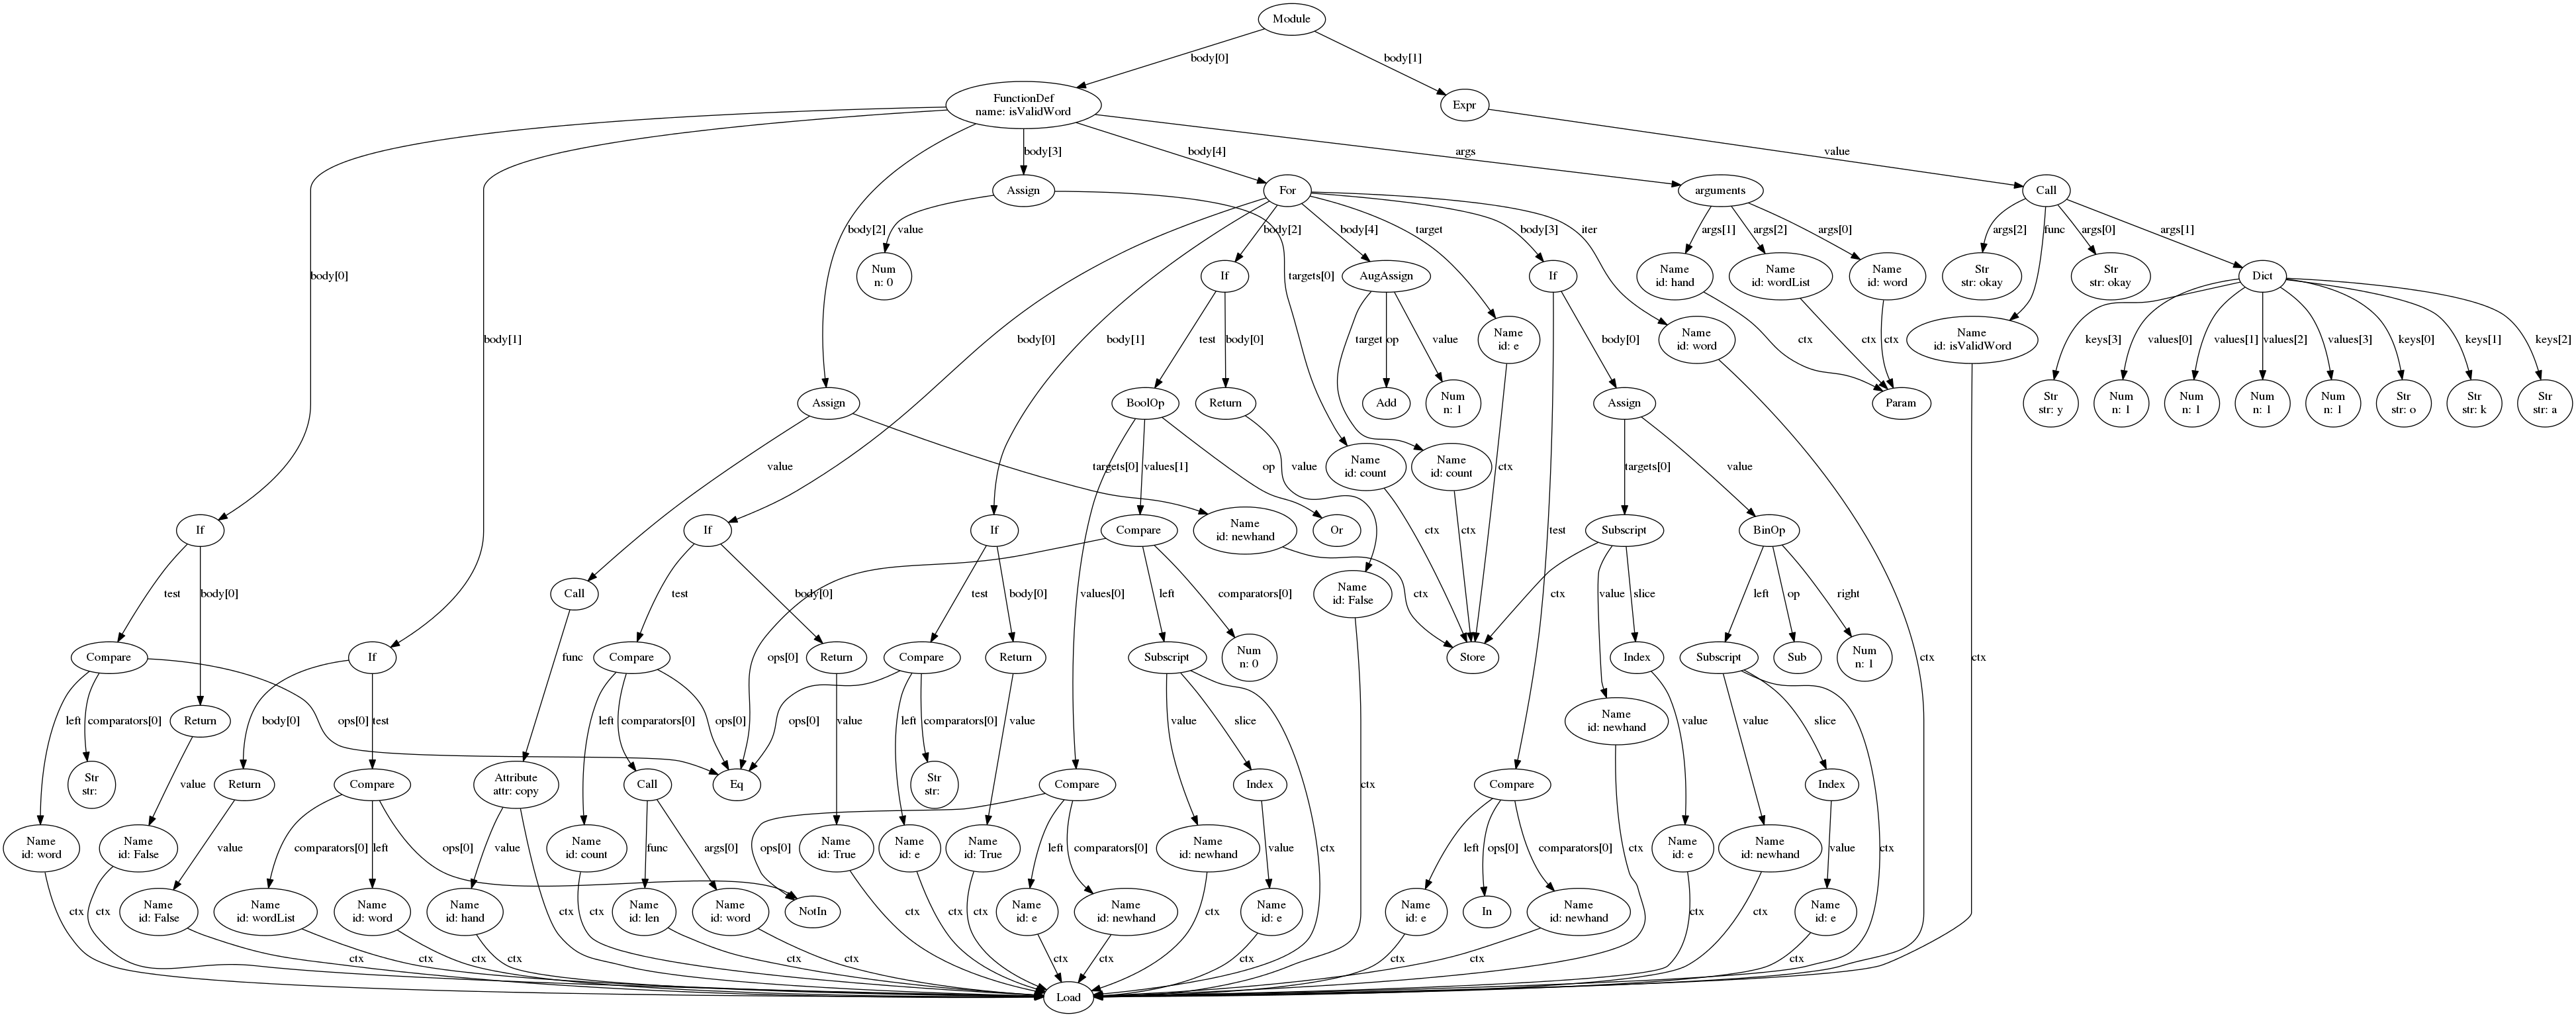 Module
body[0]
body[1]
FunctionDef
name: isValidWord
Expr
body[3]
body[4]
args
value
Assign
For
arguments
Call
body[2]
value
body[2]
body[4]
target
body[3]
iter
args[1]
args[2]
args[0]
args[2]
func
args[0]
args[1]
body[0]
Num
n: 0
targets[0]
If
AugAssign
If
Name
id: hand
Name
id: wordList
Name
id: word
Str
str: okay
Str
str: okay
Dict
body[1]
body[0]
body[1]
test
body[0]
target
op
value
Name
id: e
body[0]
Name
id: word
ctx
ctx
ctx
Name
id: isValidWord
keys[3]
values[0]
values[1]
values[2]
values[3]
keys[0]
keys[1]
keys[2]
Assign
BoolOp
Return
Add
Num
n: 1
Assign
Param
Str
str: y
Num
n: 1
Num
n: 1
Num
n: 1
Num
n: 1
Str
str: o
Str
str: k
Str
str: a
value
targets[0]
values[1]
op
value
Name
id: count
Name
id: count
ctx
targets[0]
value
If
If
If
Compare
Name
id: newhand
Or
ctx
ctx
test
Subscript
BinOp
test
body[0]
Call
test
body[0]
test
body[0]
values[0]
left
comparators[0]
Name
id: False
ctx
ctx
value
slice
left
op
right
Compare
If
func
Compare
ops[0]
Return
Compare
Return
Subscript
Num
n: 0
Store
Index
Subscript
Sub
Num
n: 1
ctx
ctx
left
comparators[0]
Return
ops[0]
body[0]
test
left
comparators[0]
ops[0]
value
ops[0]
left
comparators[0]
value
value
slice
Name
id: newhand
value
value
slice
Str
str:
value
Return
Compare
Attribute
attr: copy
Call
Eq
Str
str:
Compare
Index
ctx
Compare
Index
Name
id: word
Name
id: False
value
comparators[0]
left
ops[0]
value
Name
id: count
func
args[0]
ops[0]
Name
id: True
Name
id: e
Name
id: True
left
comparators[0]
Name
id: newhand
value
ctx
left
ops[0]
comparators[0]
ctx
Name
id: e
Name
id: newhand
value
ctx
ctx
ctx
Name
id: False
Name
id: wordList
Name
id: word
Name
id: hand
ctx
ctx
Name
id: len
Name
id: word
NotIn
ctx
ctx
ctx
Name
id: e
Name
id: newhand
ctx
Name
id: e
Name
id: e
In
Name
id: newhand
ctx
ctx
Name
id: e
ctx
ctx
ctx
ctx
ctx
ctx
ctx
ctx
ctx
ctx
ctx
ctx
Load